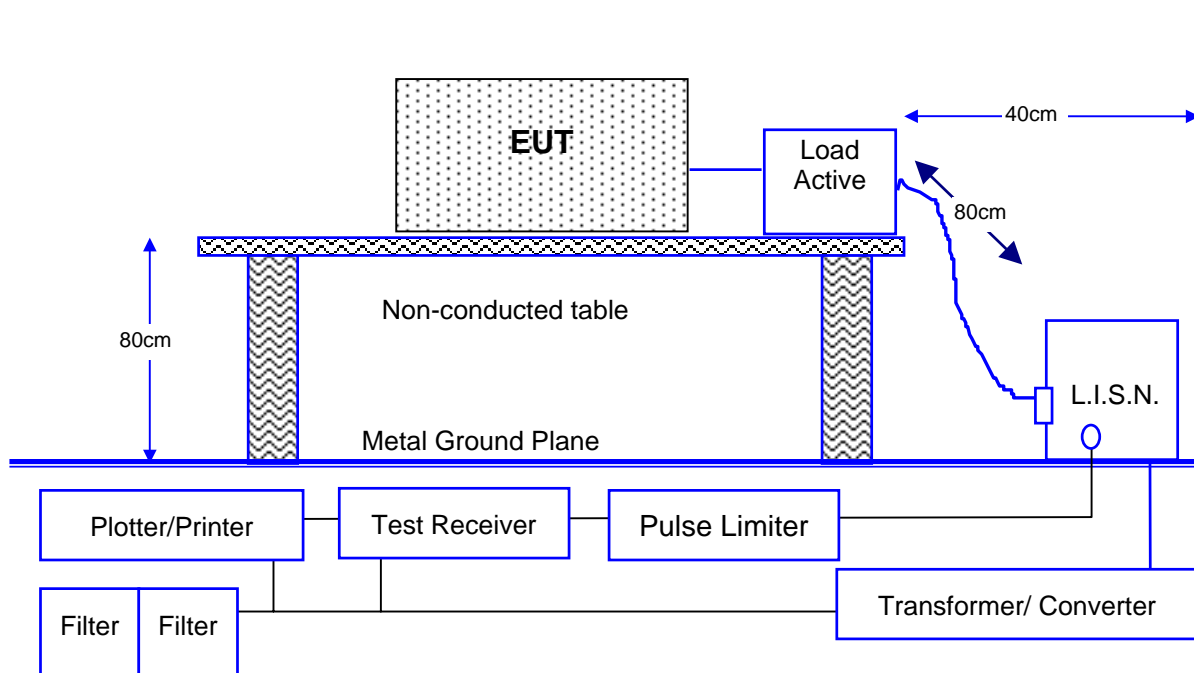 EUT
Load
Active
40cm
80cm
80cm
Non-conducted table
L.I.S.N.
Metal Ground Plane
Plotter/Printer
Test Receiver
Pulse Limiter
Transformer/ Converter
Filter
Filter